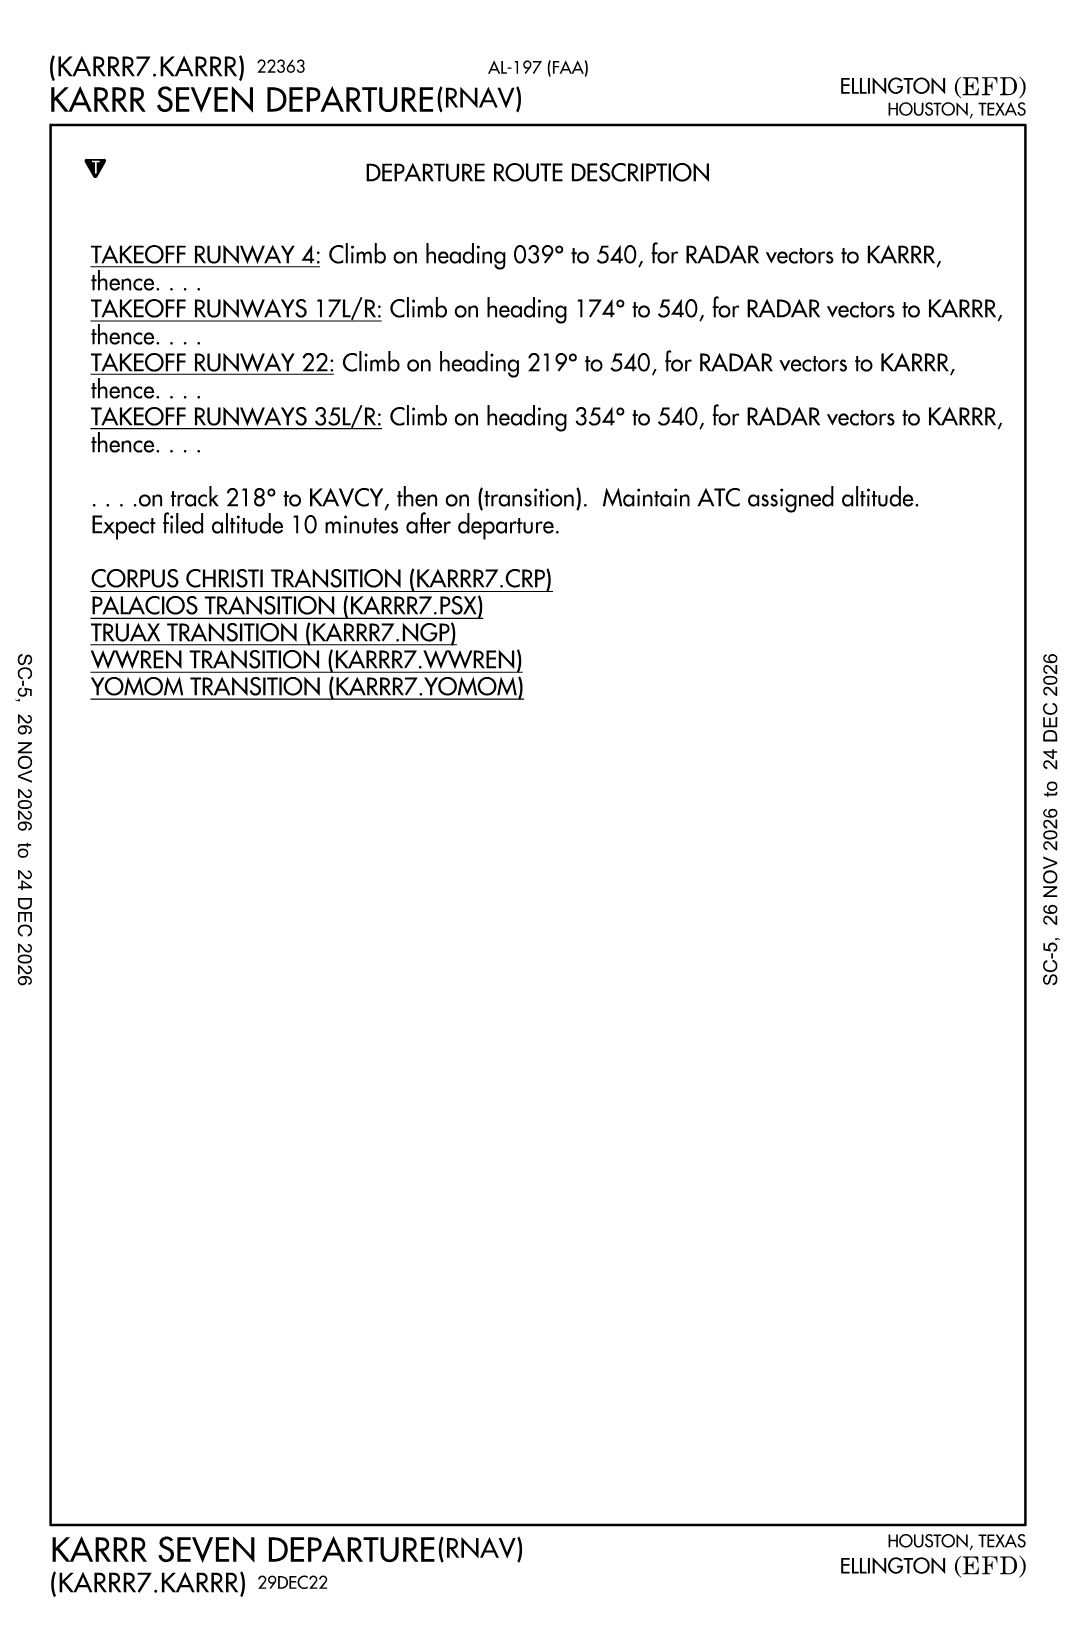 (KARRR7.KARRR) 22363
AL-197 (FAA)
KARRR SEVEN DEPARTURE(RNAV)
ELLINGTON (EFD)
HOUSTON, TEXAS
T
DEPARTURE ROUTE DESCRIPTION
TAKEOFF RUNWAY 4: Climb on heading 039° to 540, for RADAR vectors to KARRR,
thence. . . .
TAKEOFF RUNWAYS 17L/R: Climb on heading 174° to 540, for RADAR vectors to KARRR,
thence. . . .
TAKEOFF RUNWAY 22: Climb on heading 219° to 540, for RADAR vectors to KARRR,
thence. . . .
TAKEOFF RUNWAYS 35L/R: Climb on heading 354° to 540, for RADAR vectors to KARRR,
thence. . . .
. . . .on track 218° to KAVCY, then on (transition). Maintain ATC assigned altitude.
Expect filed altitude 10 minutes after departure.
CORPUS CHRISTI TRANSITION (KARRR7.CRP)
PALACIOS TRANSITION (KARRR7.PSX)
TRUAX TRANSITION (KARRR7.NGP)
WWREN TRANSITION (KARRR7.WWREN)
YOMOM TRANSITION (KARRR7.YOMOM)
SC-5, 26 NOV 2026 to 24 DEC 2026
SC-5, 26 NOV 2026 to 24 DEC 2026
KARRR SEVEN DEPARTURE(RNAV)
(KARRR7.KARRR) 29DEC22
HOUSTON, TEXAS
ELLINGTON (EFD)